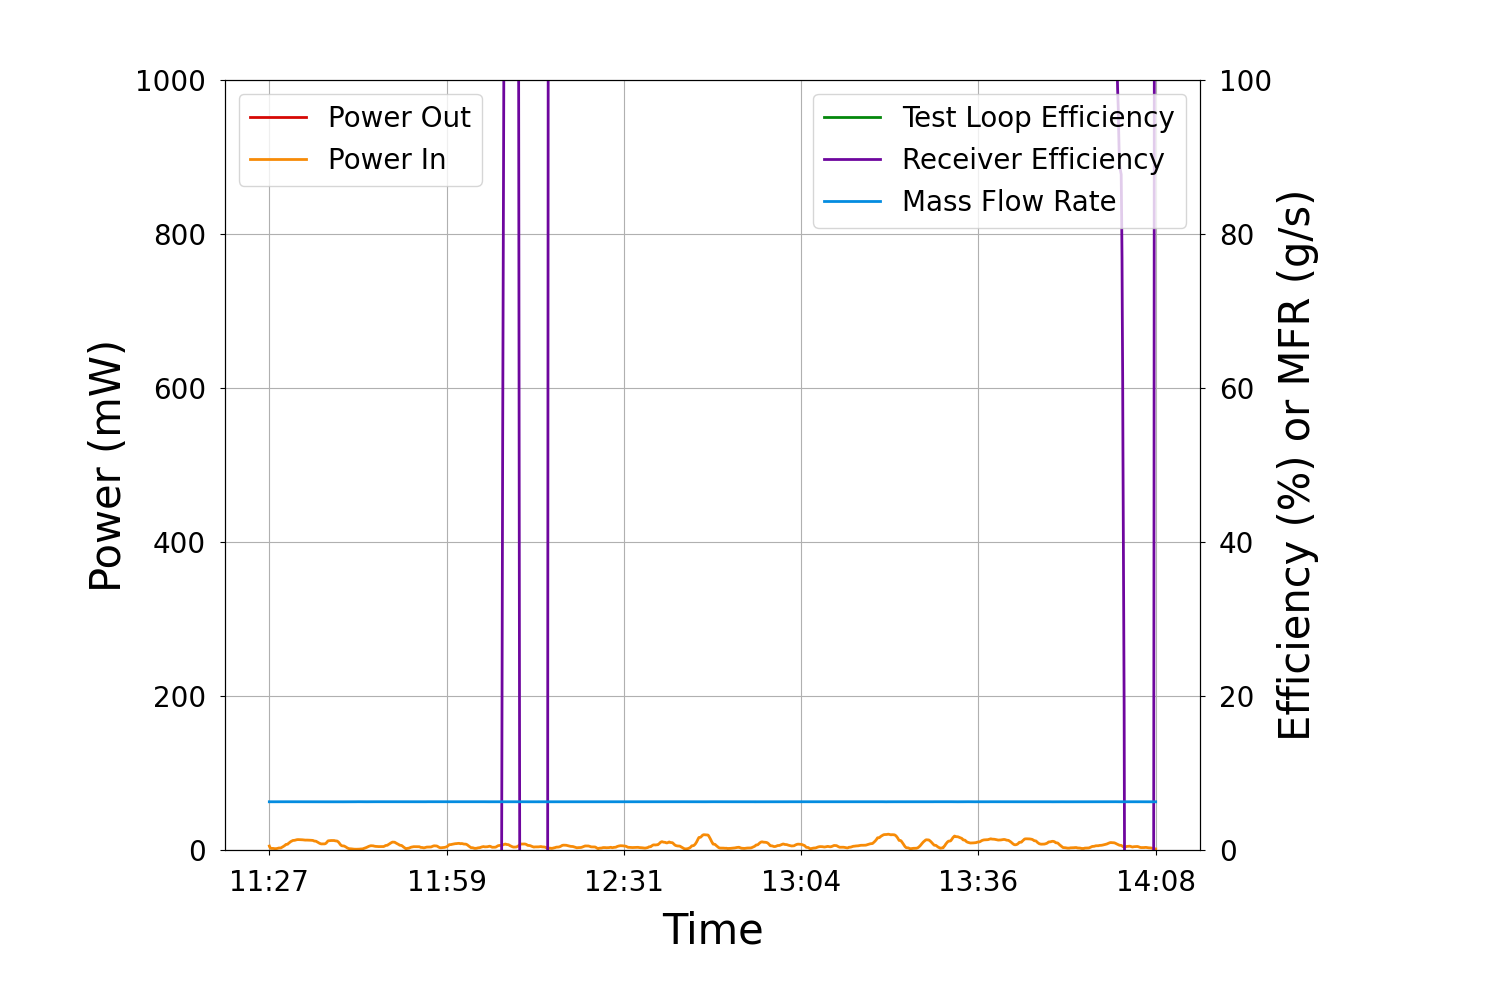 1000
800
600
400
200
0
Power (mW)
Power Out
Power In
Test Loop Efficiency
Receiver Efficiency
Mass Flow Rate
100
80
60
40
20
0
Efficiency (%) or MFR (g/s)
11:27 11:59 12:31 13:04 13:36 14:08
Time